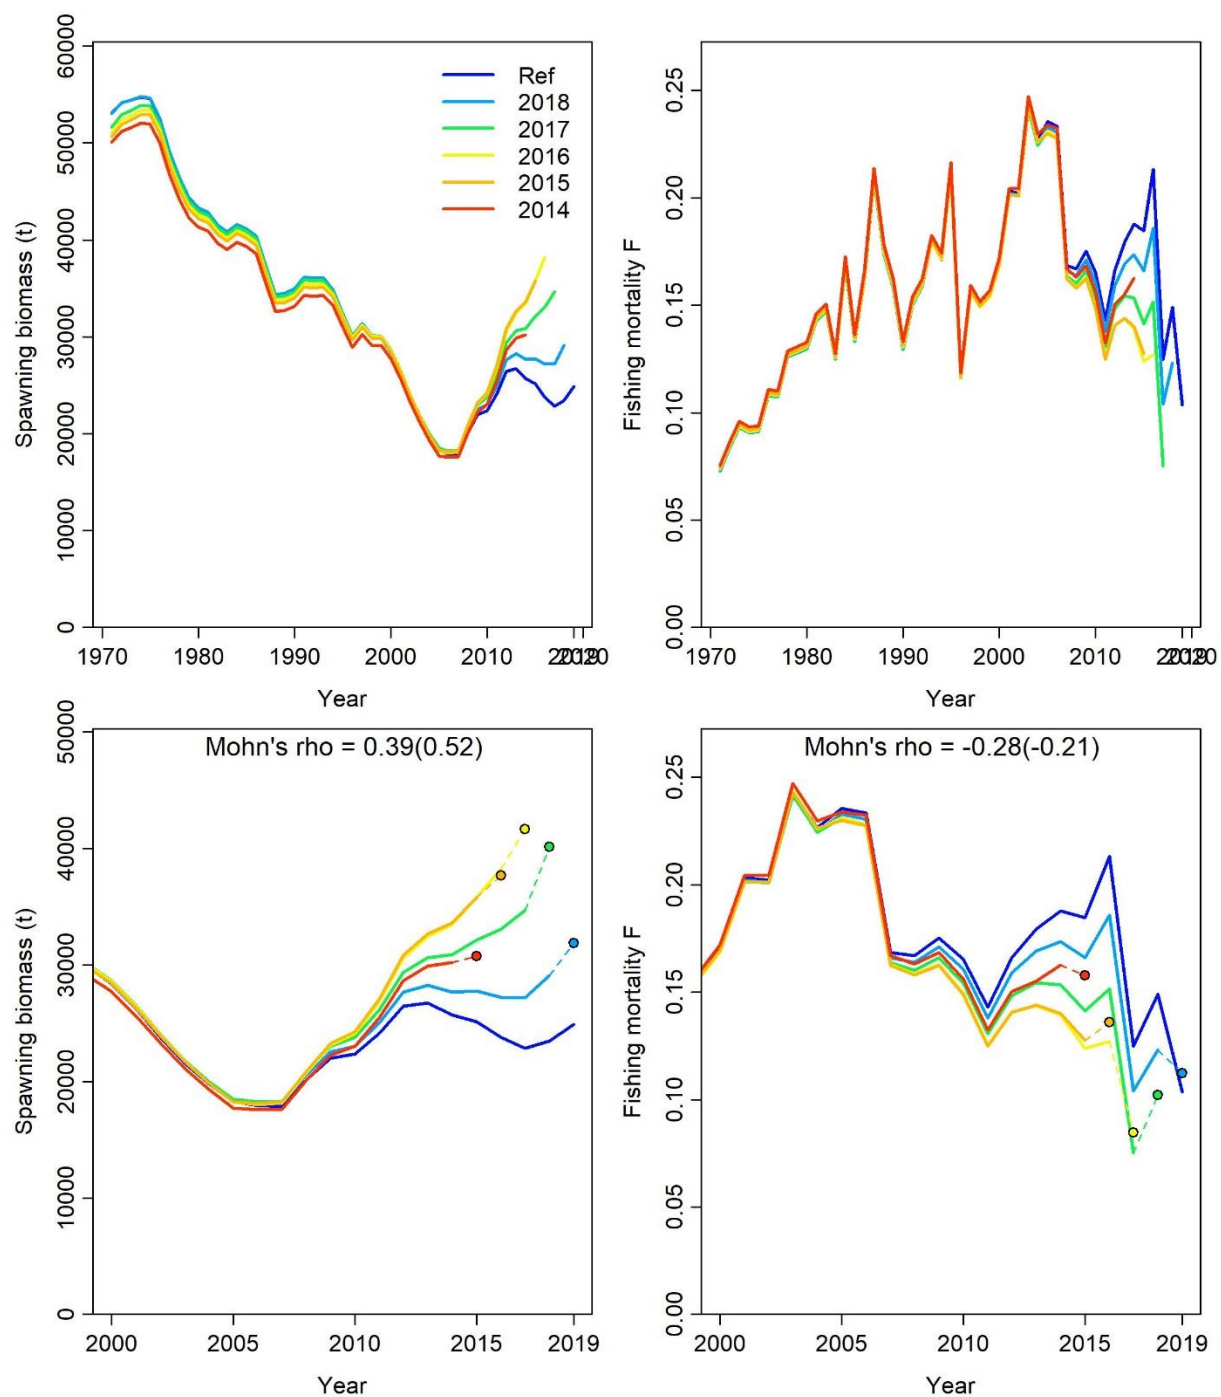 60000
50000
40000
30000
20000
10000
0
Spawning biomass (t)
Ref
2018
2017
2016
2015
2014
1970 1980 1990 2000 2010 2019 2020
Year
0.25
0.20
0.15
0.10
0.05
0.00
Fishing mortality F
1970 1980 1990 2000 2010 2019 2020
Year
Mohn's rho = 0.39(0.52)
50000
40000
30000
20000
10000
0
Spawning biomass (t)
2000 2005 2010 2015 2019
Year
Mohn's rho = -0.28(-0.21)
0.25
0.20
0.15
0.10
0.05
0.00
Fishing mortality F
2000 2005 2010 2015 2019
Year